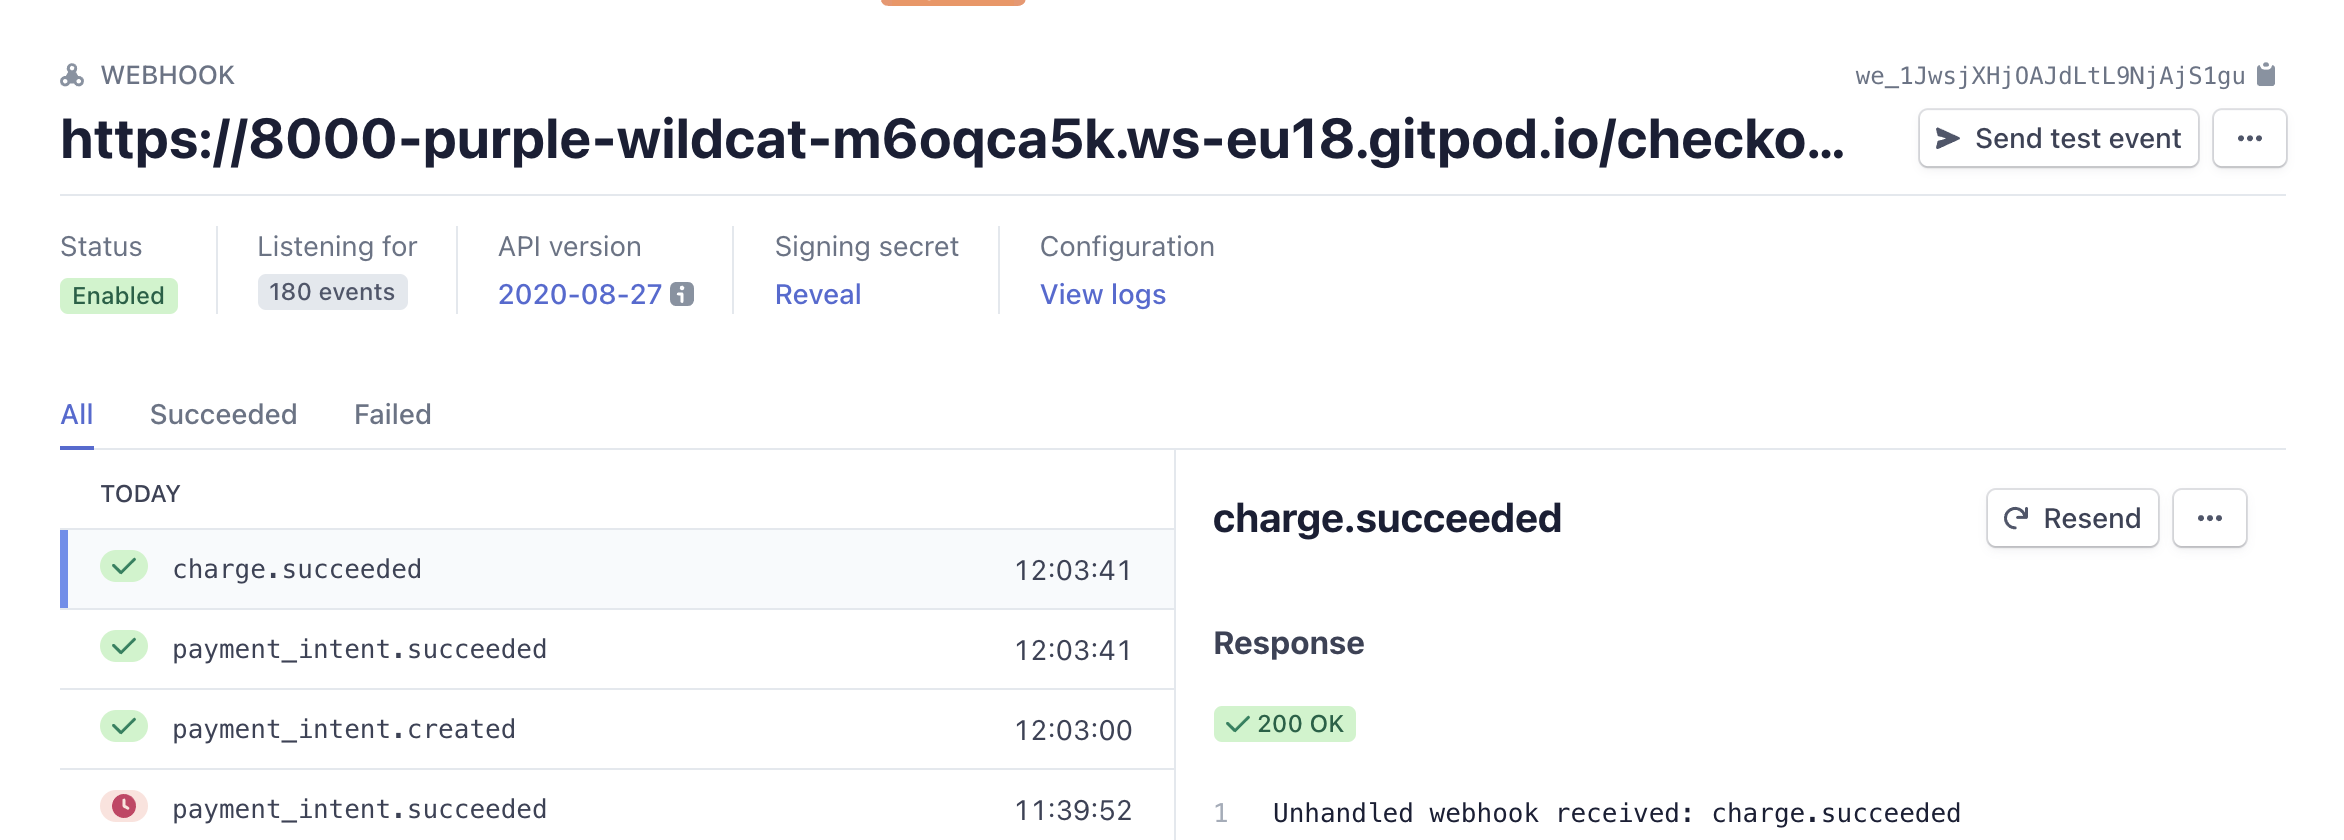 WEBHOOK
we_1JwsjXHjOAJdLtL9NjAjS1gu
https://8000-purple-wildcat-m6oqca5k.ws-eu18.gitpod.io/checko...
Send test event
Status
Listening for
API version
Signing secret
Configuration
Enabled
180 events
2020-08-27
Reveal
View logs
All
Succeeded
Failed
TODAY
charge.succeeded 12:03:41
payment_intent.succeeded 12:03:41
payment_intent.created 12:03:00
payment_intent.succeeded 11:39:52
charge.succeeded
Resend
Response
200 OK
1 Unhandled webhook received: charge.succeeded